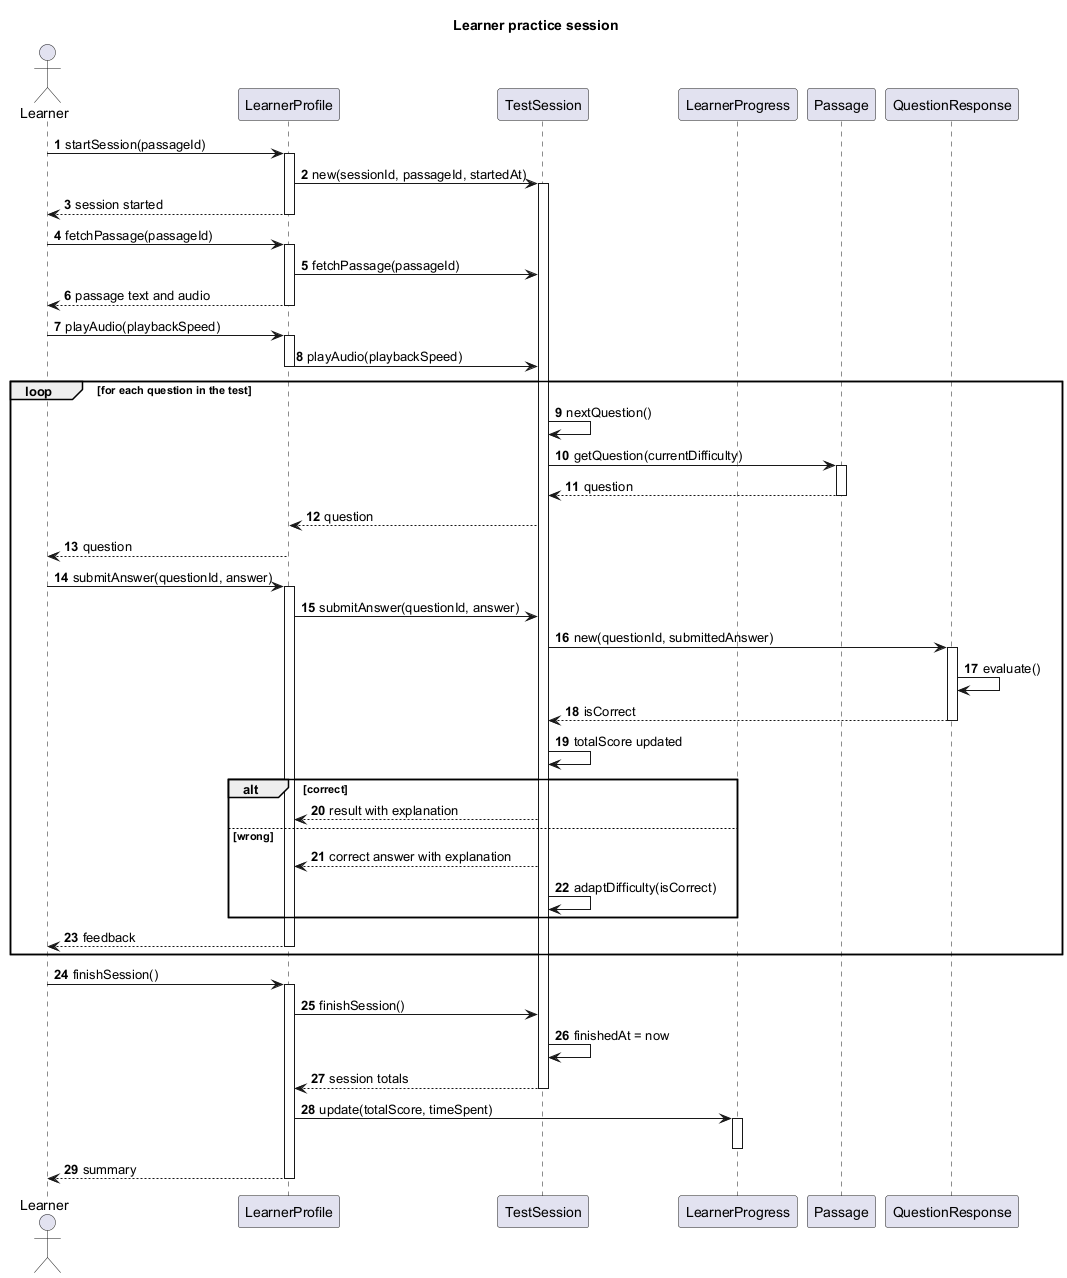 Learner practice session
Learner
LearnerProfile
TestSession
LearnerProgress
Passage
QuestionResponse
1 startSession(passageId)
2 new(sessionId, passageId, startedAt)
3 session started
4 fetchPassage(passageId)
5 fetchPassage(passageId)
6 passage text and audio
7 playAudio(playbackSpeed)
8 playAudio(playbackSpeed)
loop [for each question in the test]
9 nextQuestion()
10 getQuestion(currentDifficulty)
11 question
12 question
13 question
14 submitAnswer(questionId, answer)
15 submitAnswer(questionId, answer)
16 new(questionId, submittedAnswer)
17 evaluate()
18 isCorrect
19 totalScore updated
alt [correct]
20 result with explanation
[wrong]
21 correct answer with explanation
22 adaptDifficulty(isCorrect)
23 feedback
24 finishSession()
25 finishSession()
26 finishedAt = now
27 session totals
28 update(totalScore, timeSpent)
29 summary
Learner
LearnerProfile
TestSession
LearnerProgress
Passage
QuestionResponse